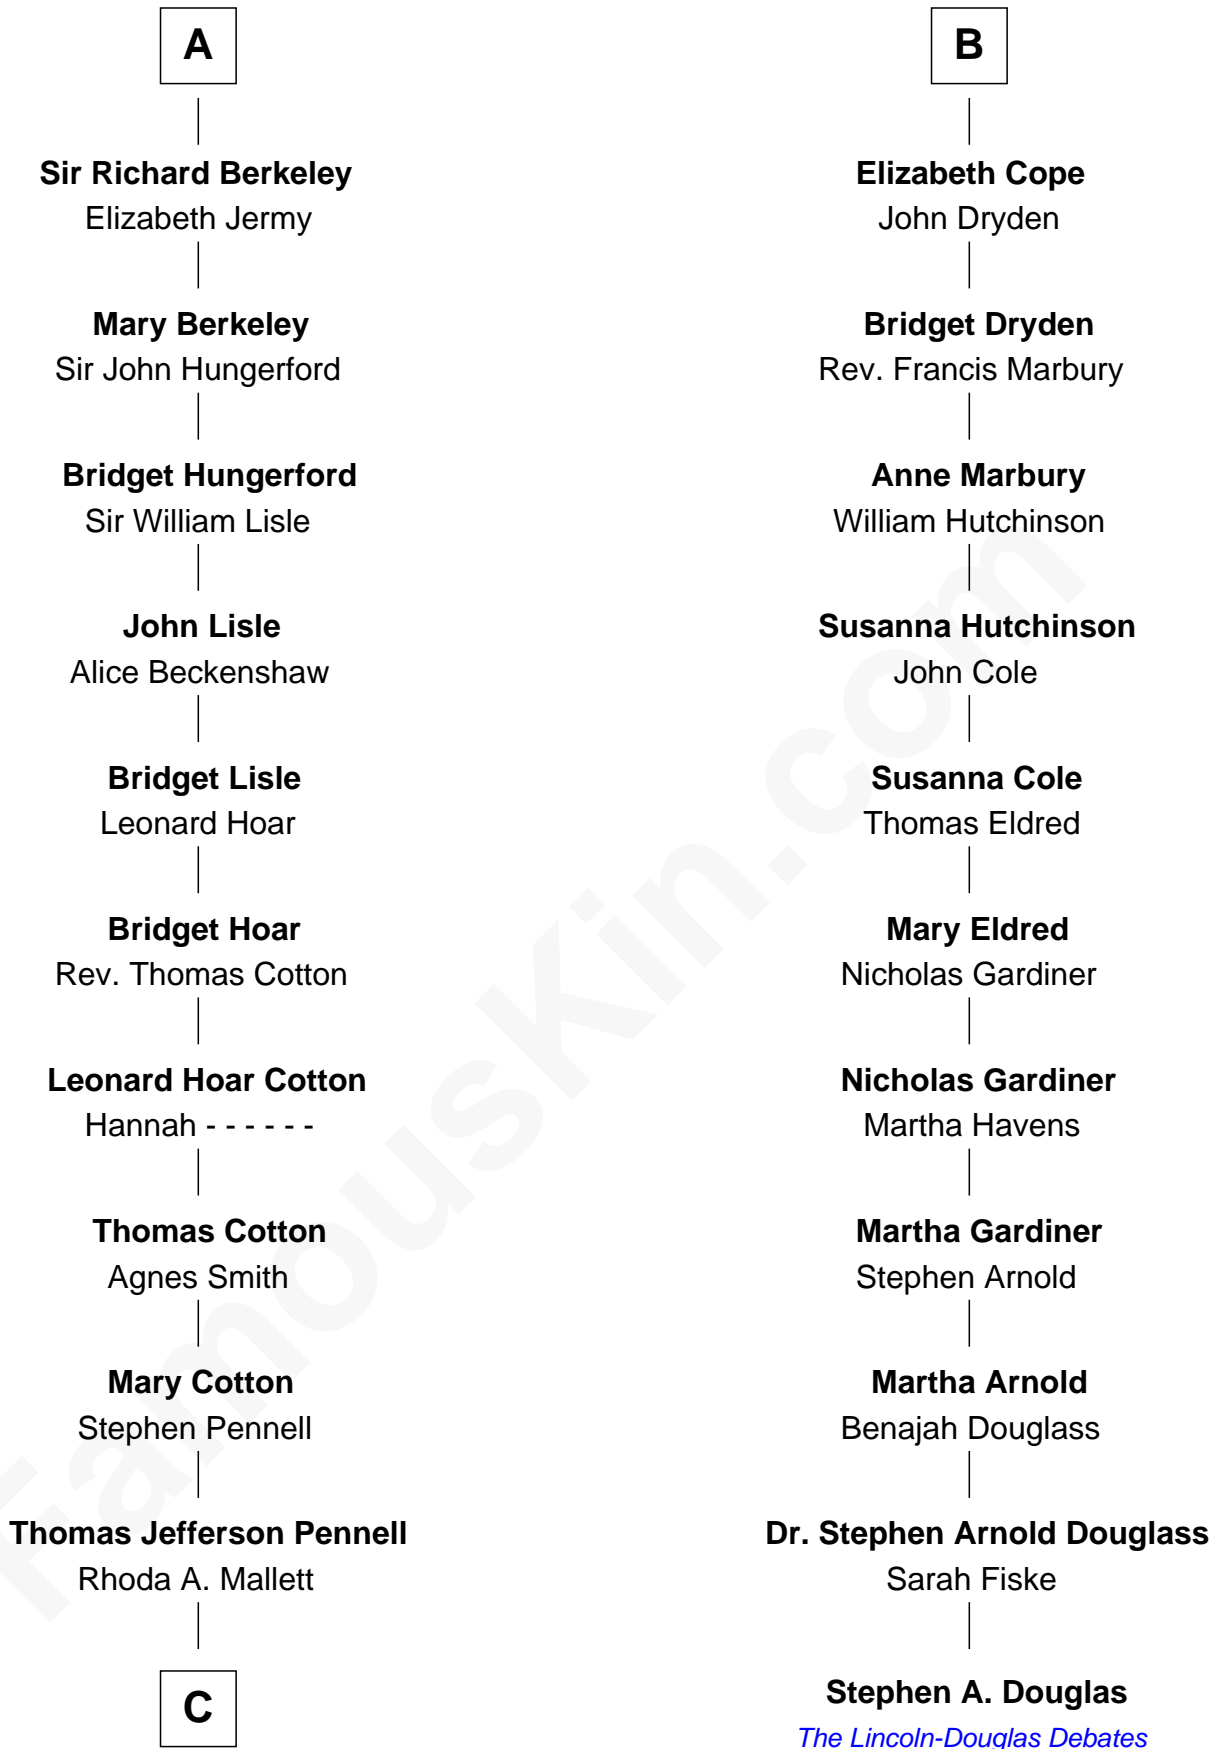 A
Sir Richard Berkeley
Elizabeth Jermy
Mary Berkeley
Sir John Hungerford
Bridget Hungerford
Sir William Lisle
John Lisle
Alice Beckenshaw
Bridget Lisle
Leonard Hoar
Bridget Hoar
Rev. Thomas Cotton
Leonard Hoar Cotton
Hannah - - - - - -
Thomas Cotton
Agnes Smith
Mary Cotton
Stephen Pennell
Thomas Jefferson Pennell
Rhoda A. Mallett
C
B
Elizabeth Cope
John Dryden
Bridget Dryden
Rev. Francis Marbury
Anne Marbury
William Hutchinson
Susanna Hutchinson
John Cole
Susanna Cole
Thomas Eldred
Mary Eldred
Nicholas Gardiner
Nicholas Gardiner
Martha Havens
Martha Gardiner
Stephen Arnold
Martha Arnold
Benajah Douglass
Dr. Stephen Arnold Douglass
Sarah Fiske
Stephen A. Douglas
The Lincoln-Douglas Debates
FamousKin.com